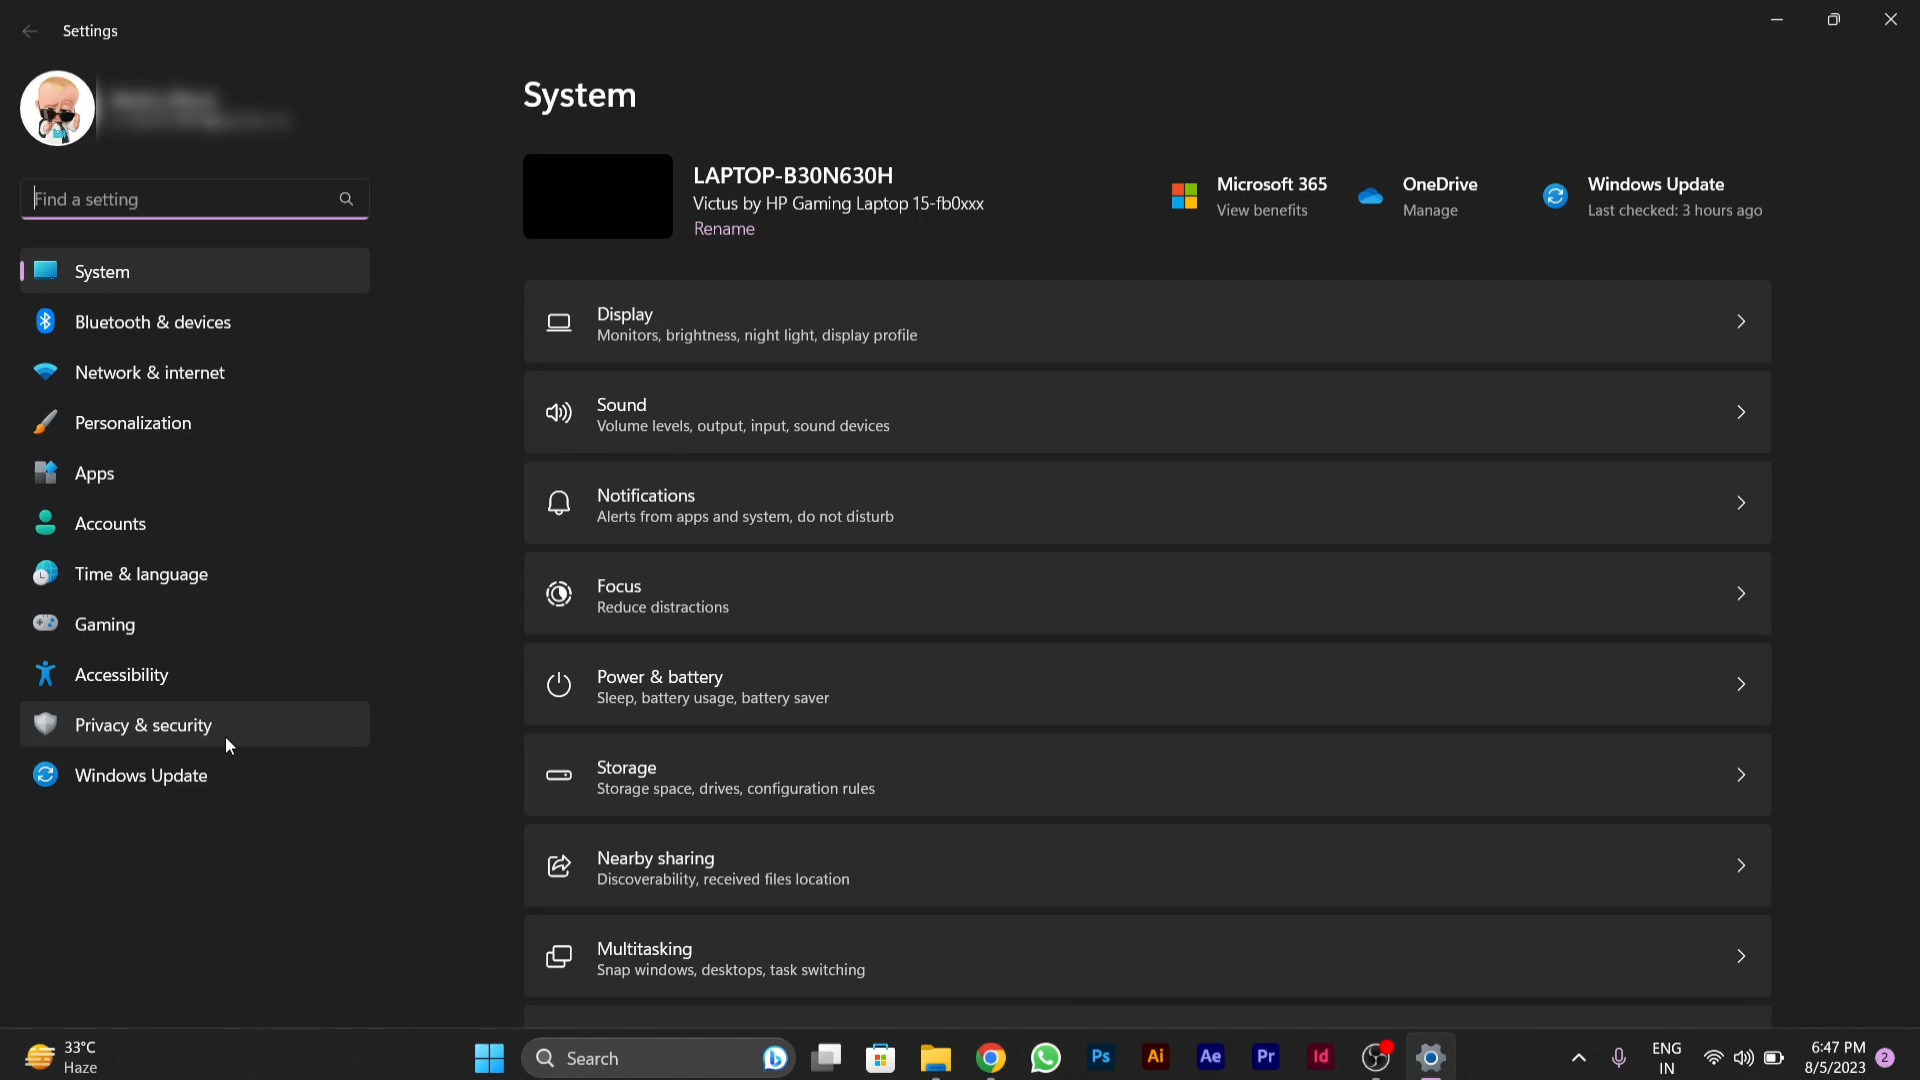 Settings
Find a setting
System
Bluetooth & devices
Network & internet
Personalization
Apps
Accounts
Time & language
Gaming
Accessibility
Privacy & security
Windows Update
System
LAPTOP-B30N630H
Victus by HP Gaming Laptop 15-fb0xxx
Rename
Microsoft 365
View benefits
OneDrive
Manage
Windows Update
Last checked: 3 hours ago
Display
Monitors, brightness, night light, display profile
Sound
Volume levels, output, input, sound devices
Notifications
Alerts from apps and system, do not disturb
Focus
Reduce distractions
Power & battery
Sleep, battery usage, battery saver
Storage
Storage space, drives, configuration rules
Nearby sharing
Discoverability, received files location
Multitasking
Snap windows, desktops, task switching
33°C
Haze
Search
Ps
Ai
Ae
Pr
Id
ENG
IN
6:47 PM
8/5/2023
2